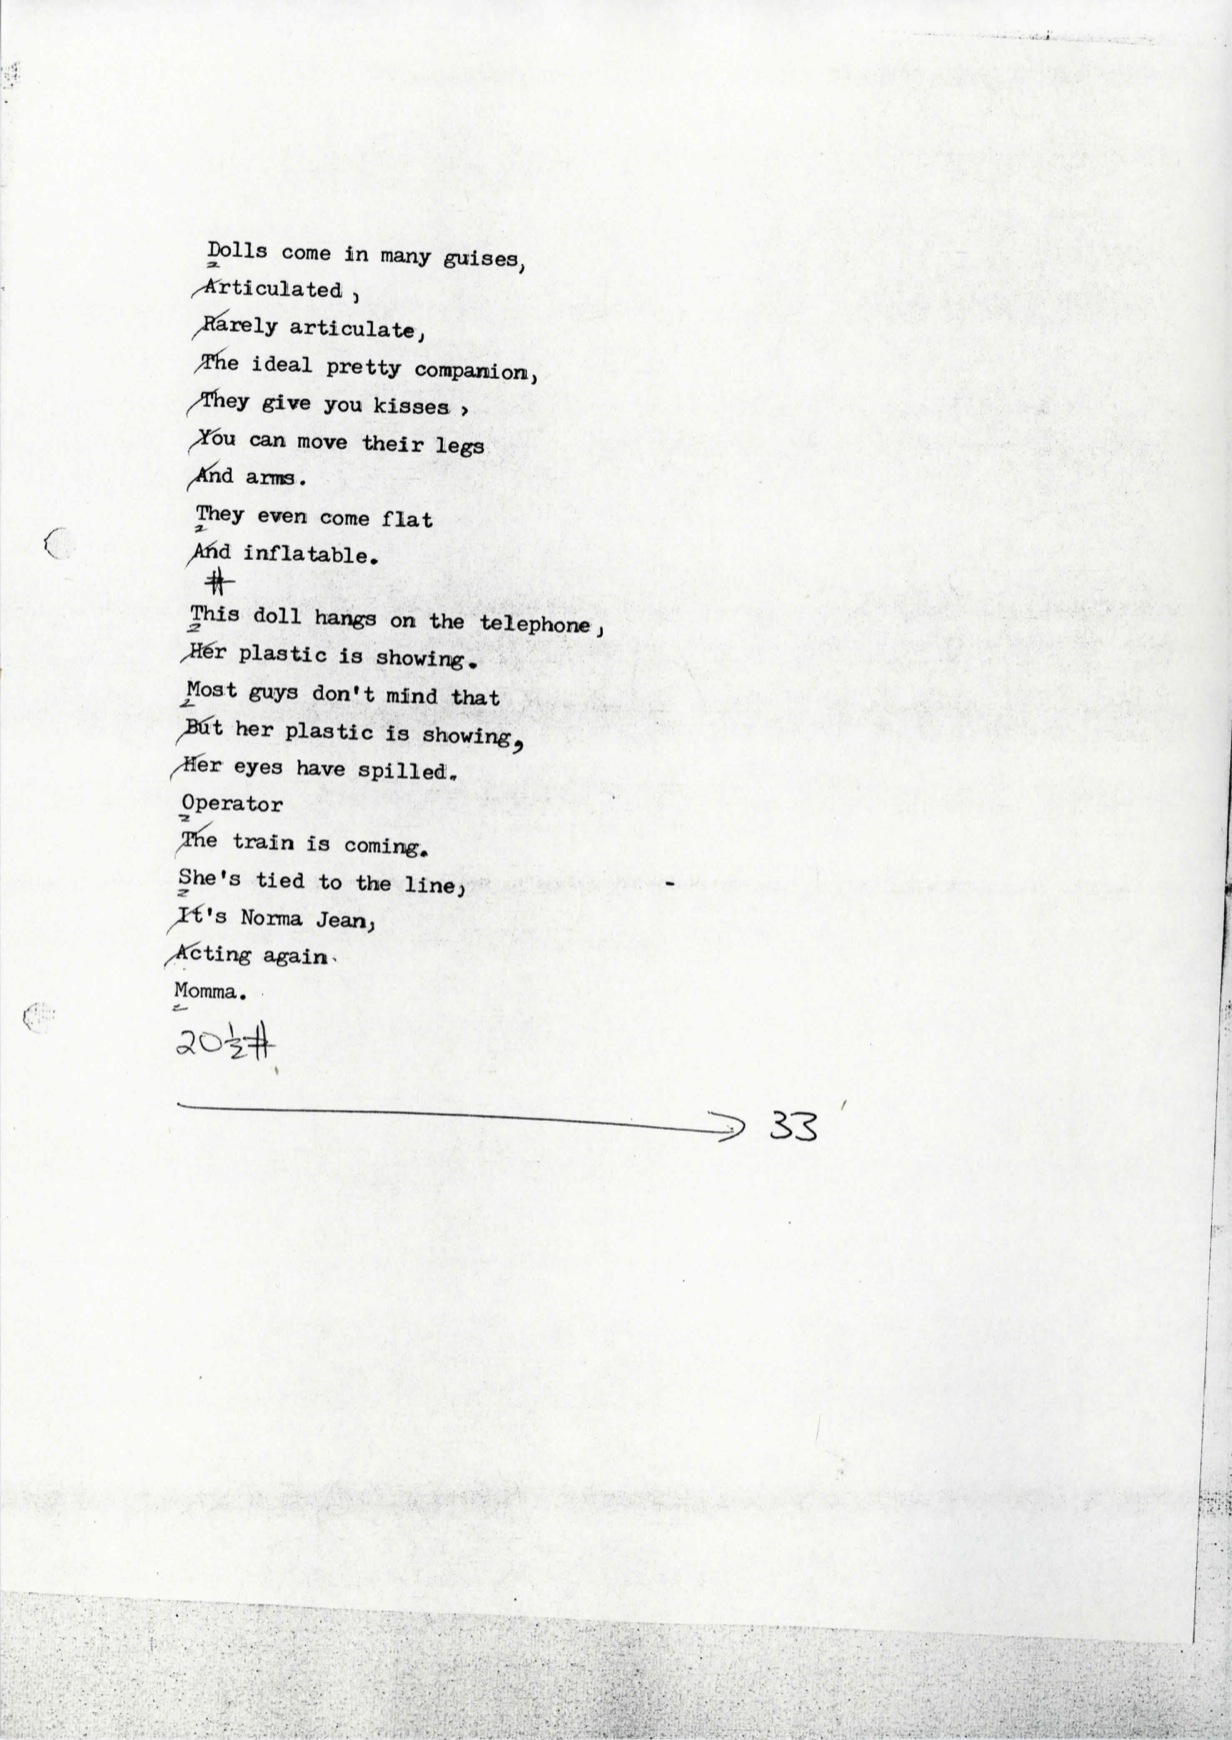 Dolls come in many guises,
Articulated,
Rarely articulate,
The ideal pretty companion,
They give you kisses,
You can move their legs
And arms.
They even come flat
And inflatable.
#
This doll hangs on the telephone,
Her plastic is showing.
Most guys don't mind that
But her plastic is showing,
Her eyes have spilled.
Operator
The train is coming.
She's tied to the line,
It's Norma Jean,
Acting again.
Momma.
20½#
→ 33